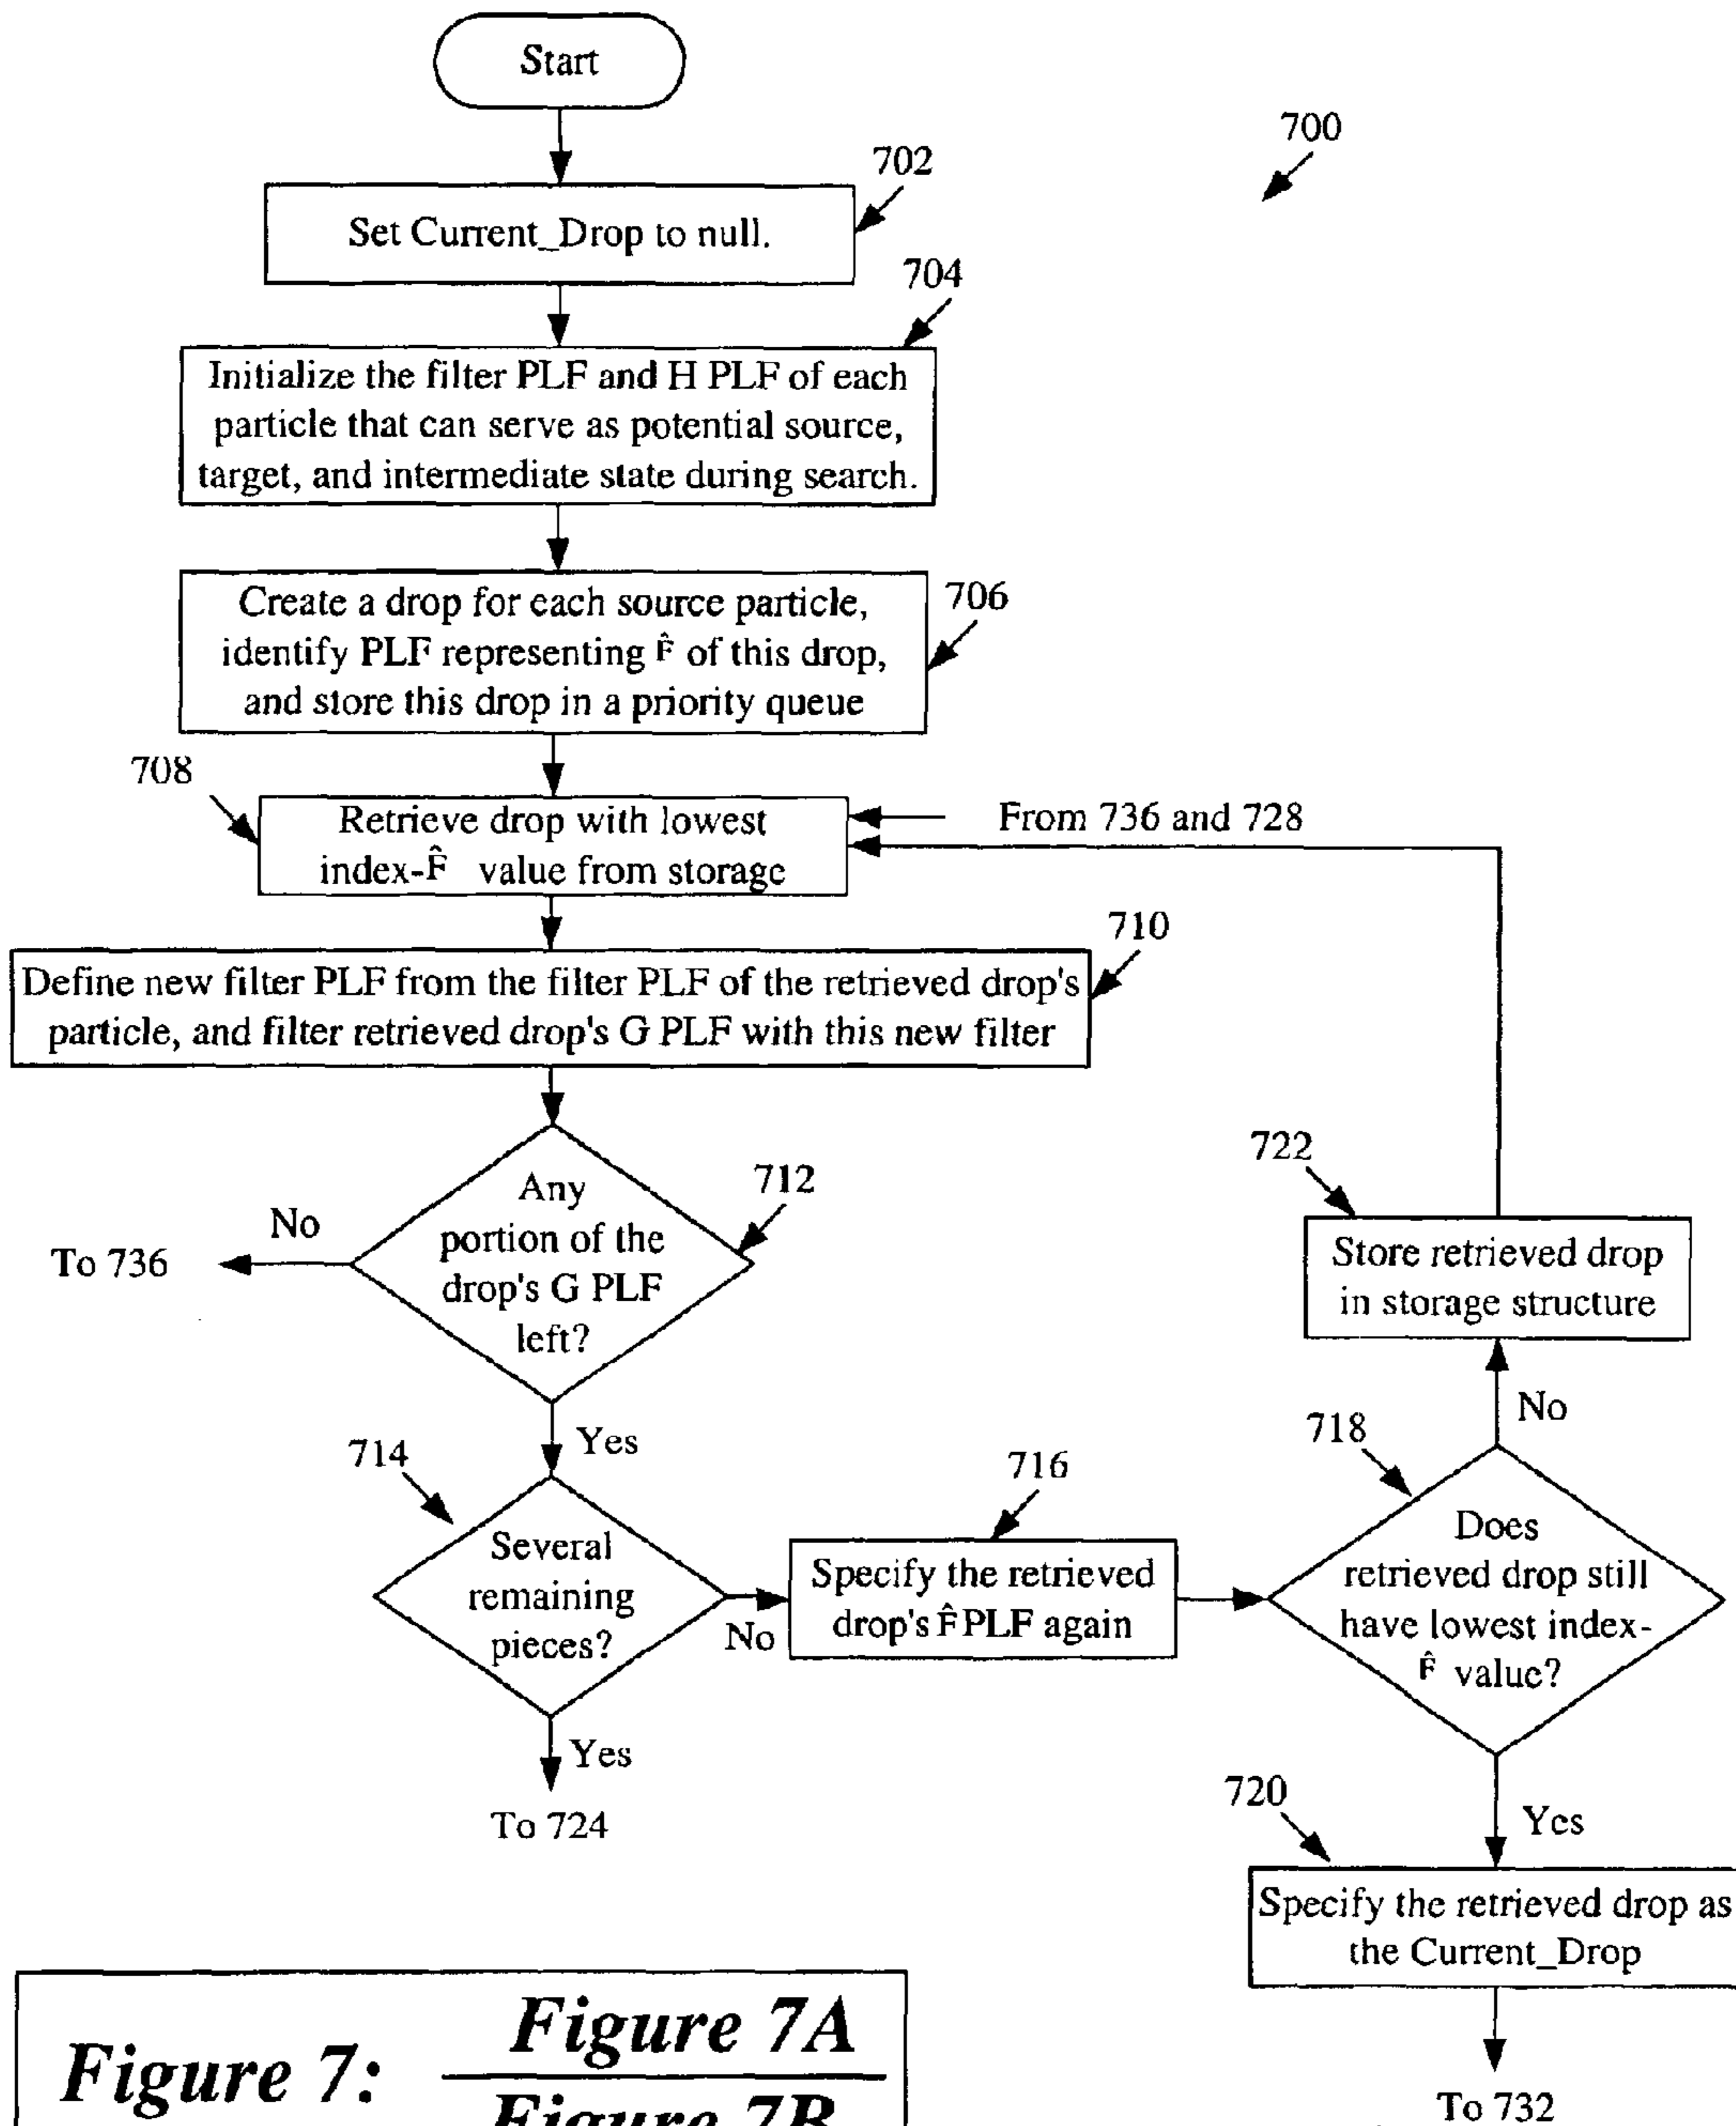 Start
700
702
Set Current_Drop to null.
704
Initialize the filter PLF and H PLF of each
particle that can serve as potential source,
target, and intermediate state during search.
706
Create a drop for each source particle,
identify PLF representing F̂ of this drop,
and store this drop in a priority queue
708
Retrieve drop with lowest
index-F̂ value from storage
From 736 and 728
710
Define new filter PLF from the filter PLF of the retrieved drop's
particle, and filter retrieved drop's G PLF with this new filter
712
Any
portion of the
drop's G PLF
left?
No
To 736
Yes
714
Several
remaining
pieces?
No
Yes
To 724
716
Specify the retrieved
drop's F̂ PLF again
718
Does
retrieved drop still
have lowest index-
F̂ value?
No
722
Store retrieved drop
in storage structure
Yes
720
Specify the retrieved drop as
the Current_Drop
To 732
Figure 7:
Figure 7A
Figure 7B